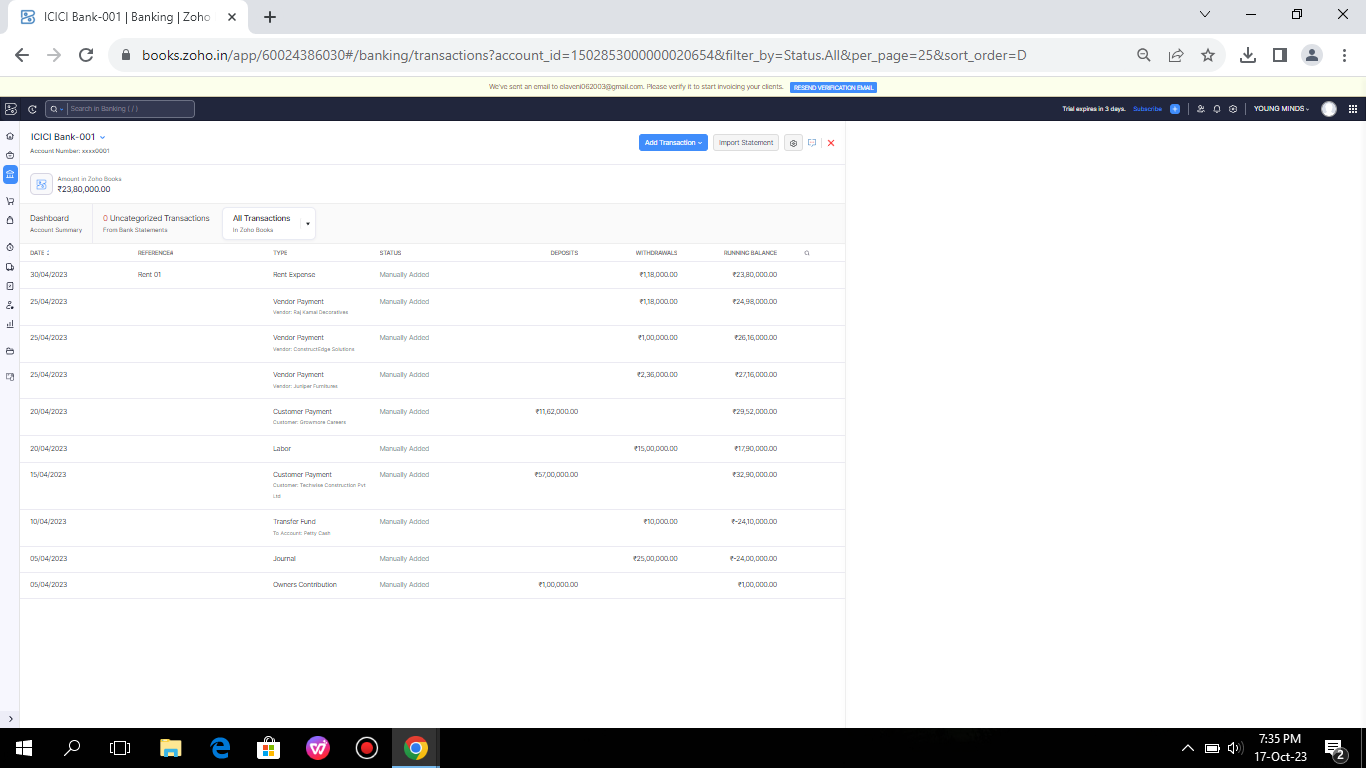 ICICI Bank-001 | Banking | Zoho
books.zoho.in/app/60024386030#/banking/transactions?account_id=1502853000000020654&filter_by=Status.All&per_page=25&sort_order=D
We've sent an email to elaveni062003@gmail.com. Please verify it to start invoicing your clients. RESEND VERIFICATION EMAIL
Search in Banking ( / ) Trial expires in 3 days. Subscribe YOUNG MINDS
ICICI Bank-001
Account Number: xxxx0001
Add Transaction Import Statement
Amount in Zoho Books
₹23,80,000.00
Dashboard 0 Uncategorized Transactions All Transactions
Account Summary From Bank Statements In Zoho Books
DATE REFERENCE# TYPE STATUS DEPOSITS WITHDRAWALS RUNNING BALANCE
30/04/2023 Rent 01 Rent Expense Manually Added ₹1,18,000.00 ₹23,80,000.00
25/04/2023 Vendor Payment Manually Added ₹1,18,000.00 ₹24,98,000.00
Vendor: Raj Kamal Decoratives
25/04/2023 Vendor Payment Manually Added ₹1,00,000.00 ₹26,16,000.00
Vendor: ConstructEdge Solutions
25/04/2023 Vendor Payment Manually Added ₹2,36,000.00 ₹27,16,000.00
Vendor: Juniper Furnitures
20/04/2023 Customer Payment Manually Added ₹11,62,000.00 ₹29,52,000.00
Customer: Growmore Careers
20/04/2023 Labor Manually Added ₹15,00,000.00 ₹17,90,000.00
15/04/2023 Customer Payment Manually Added ₹57,00,000.00 ₹32,90,000.00
Customer: Techwise Construction Pvt
Ltd
10/04/2023 Transfer Fund Manually Added ₹10,000.00 ₹-24,10,000.00
To Account: Petty Cash
05/04/2023 Journal Manually Added ₹25,00,000.00 ₹-24,00,000.00
05/04/2023 Owners Contribution Manually Added ₹1,00,000.00 ₹1,00,000.00
7:35 PM
17-Oct-23
2